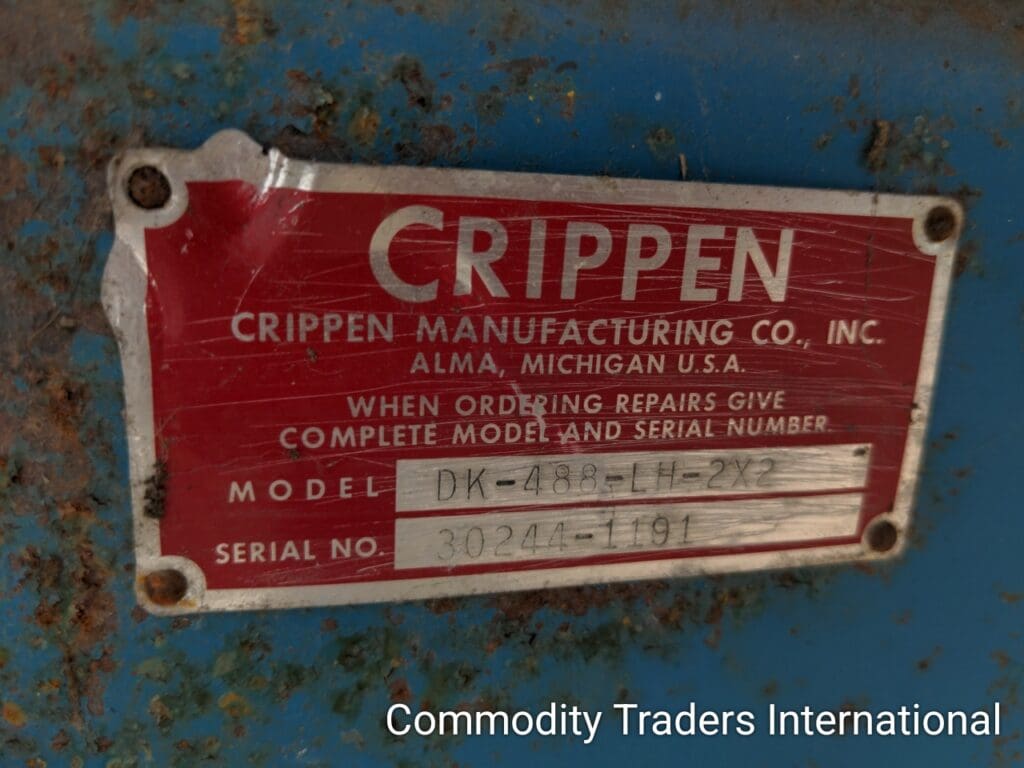 CRIPPEN
CRIPPEN MANUFACTURING CO., INC.
ALMA, MICHIGAN U.S.A.
WHEN ORDERING REPAIRS GIVE
COMPLETE MODEL AND SERIAL NUMBER.
MODEL DK-488-LH-2X2
SERIAL NO. 30244-1191
Commodity Traders International